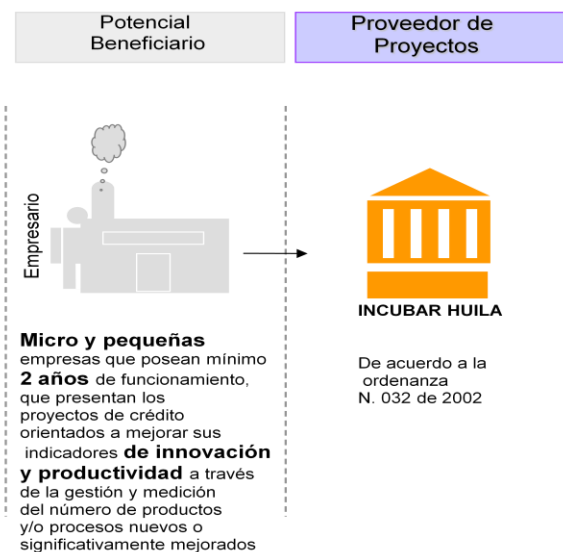 Potencial
Beneficiario
Proveedor de
Proyectos
Empresario
Micro y pequeñas
empresas que posean mínimo
2 años de funcionamiento,
que presentan los
proyectos de crédito
orientados a mejorar sus
indicadores de innovación
y productividad a través
de la gestión y medición
del número de productos
y/o procesos nuevos o
significativamente mejorados
INCUBAR HUILA
De acuerdo a la
ordenanza
N. 032 de 2002